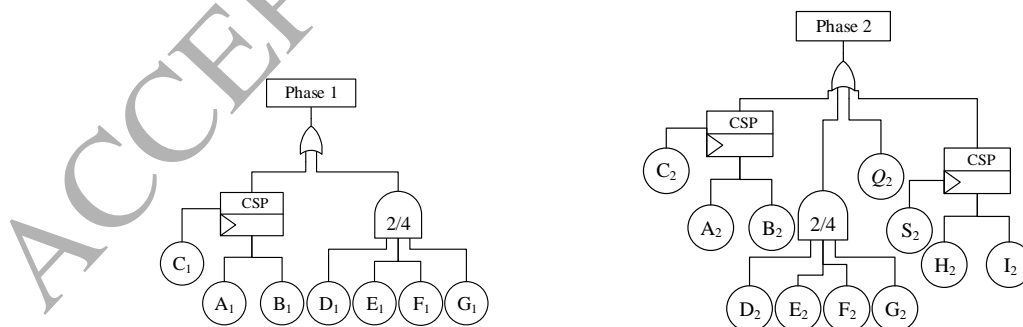 ACCEP
Phase 1
CSP
2/4
C1
A1 B1 D1 E1 F1 G1
Phase 2
CSP
C2
CSP
Q2
A2 B2 2/4 S2
H2 I2
D2 E2 F2 G2